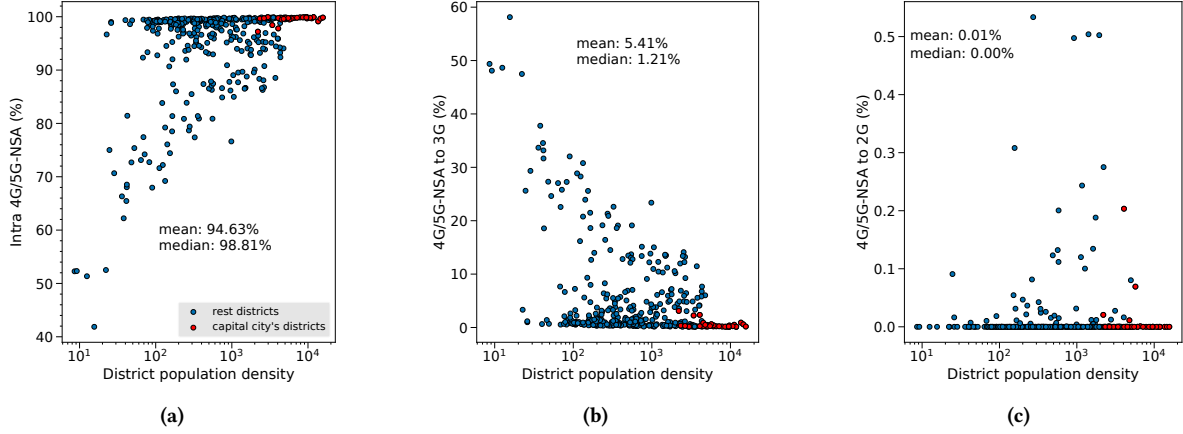 100
90
80
70
60
50
40
Intra 4G/5G-NSA (%)
mean: 94.63%
median: 98.81%
rest districts
capital city's districts
10¹ 10² 10³ 10⁴
District population density
(a)
60
50
40
30
20
10
0
4G/5G-NSA to 3G (%)
mean: 5.41%
median: 1.21%
10¹ 10² 10³ 10⁴
District population density
(b)
0.5
0.4
0.3
0.2
0.1
0.0
4G/5G-NSA to 2G (%)
mean: 0.01%
median: 0.00%
10¹ 10² 10³ 10⁴
District population density
(c)